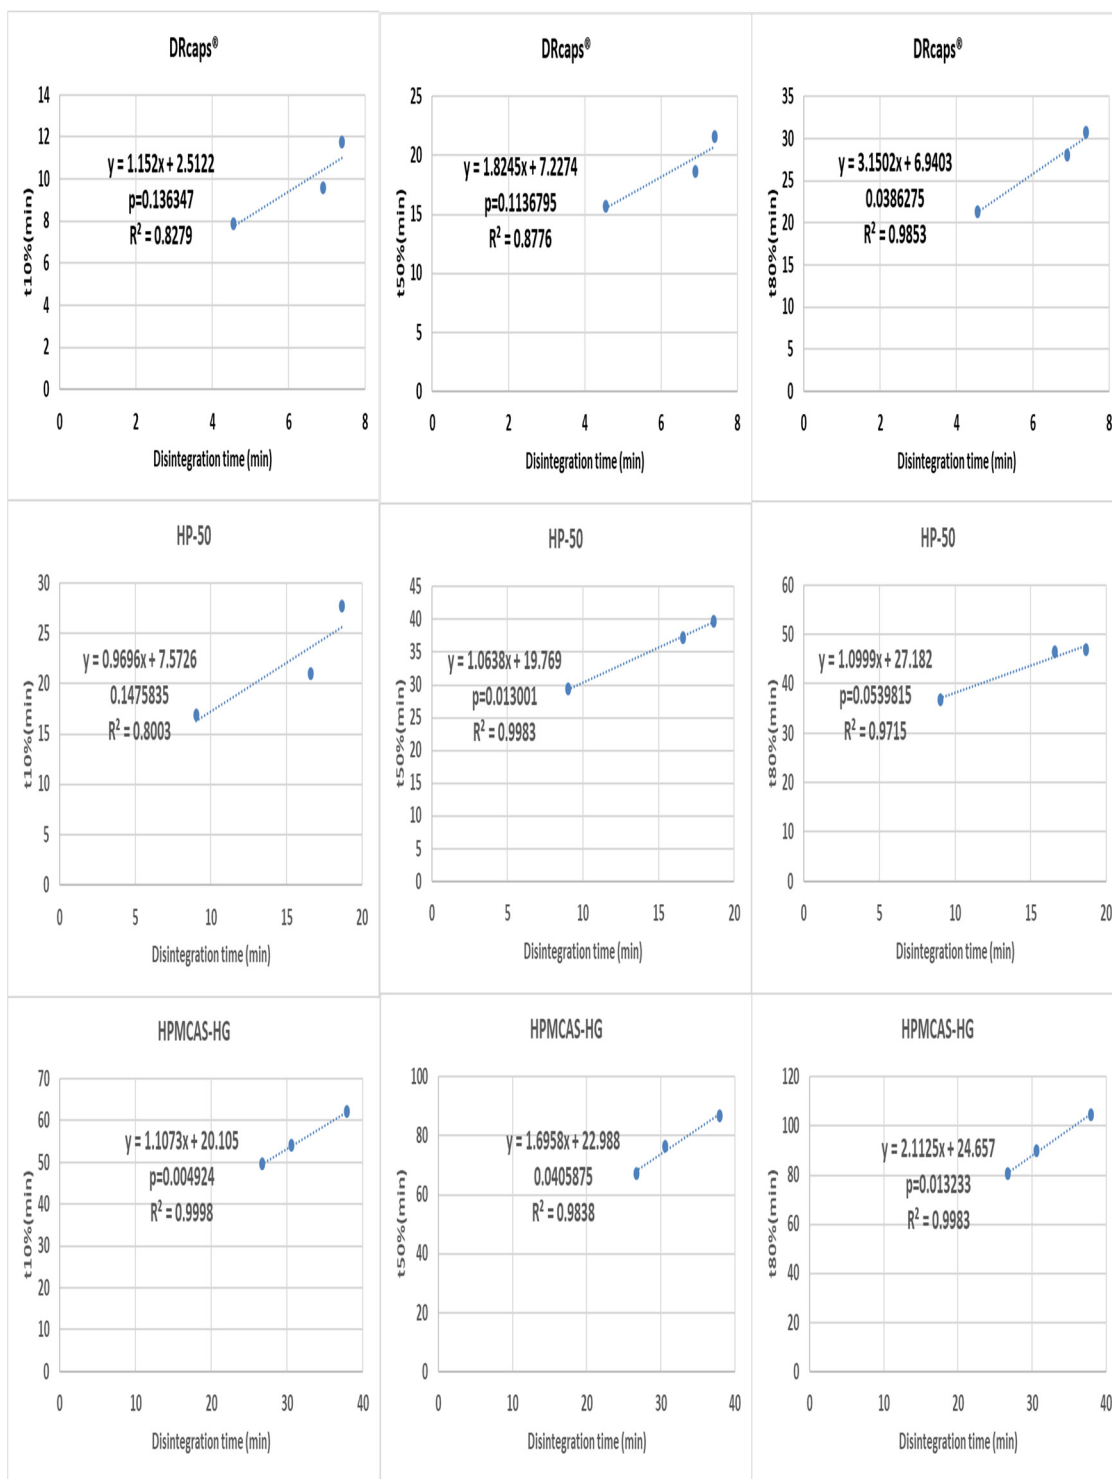 DRcaps®
14
12
10
8
6
4
2
0
t10%(min)
y = 1.152x + 2.5122
p=0.136347
R² = 0.8279
0 2 4 6 8
Disintegration time (min)
DRcaps®
25
20
15
10
5
0
t50%(min)
y = 1.8245x + 7.2274
p=0.1136795
R² = 0.8776
0 2 4 6 8
Disintegration time (min)
DRcaps®
35
30
25
20
15
10
5
0
t80%(min)
y = 3.1502x + 6.9403
0.0386275
R² = 0.9853
0 2 4 6 8
Disintegration time (min)
HP-50
30
25
20
15
10
5
0
t10%(min)
y = 0.9696x + 7.5726
0.1475835
R² = 0.8003
0 5 10 15 20
Disintegration time (min)
HP-50
45
40
35
30
25
20
15
10
5
0
t50%(min)
y = 1.0638x + 19.769
p=0.013001
R² = 0.9983
0 5 10 15 20
Disintegration time (min)
HP-50
60
50
40
30
20
10
0
t80%(min)
y = 1.0999x + 27.182
p=0.0539815
R² = 0.9715
0 5 10 15 20
Disintegration time (min)
HPMCAS-HG
70
60
50
40
30
20
10
0
t10%(min)
y = 1.1073x + 20.105
p=0.004924
R² = 0.9998
0 10 20 30 40
Disintegration time (min)
HPMCAS-HG
100
80
60
40
20
0
t50%(min)
y = 1.6958x + 22.988
0.0405875
R² = 0.9838
0 10 20 30 40
Disintegration time (min)
HPMCAS-HG
120
100
80
60
40
20
0
t80%(min)
y = 2.1125x + 24.657
p=0.013233
R² = 0.9983
0 10 20 30 40
Disintegration time (min)